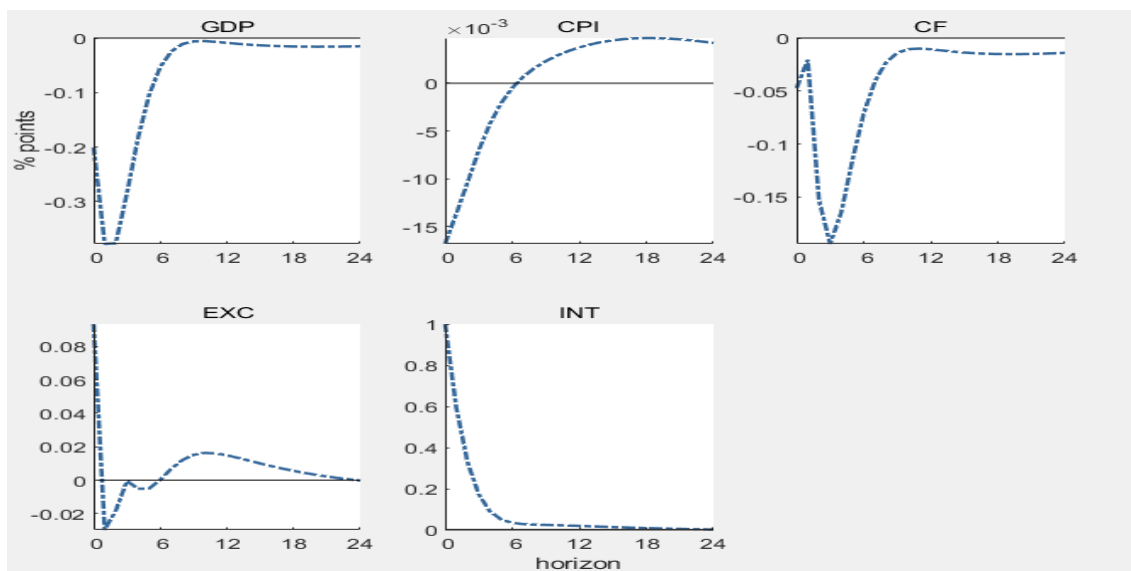 GDP
CPI
CF
% points
0
-0.1
-0.2
-0.3
0 6 12 18 24
× 10-3
0
-5
-10
-15
0 6 12 18 24
0
-0.05
-0.1
-0.15
0 6 12 18 24
EXC
INT
0.08
0.06
0.04
0.02
0
-0.02
0 6 12 18 24
1
0.8
0.6
0.4
0.2
0
0 6 12 18 24
horizon